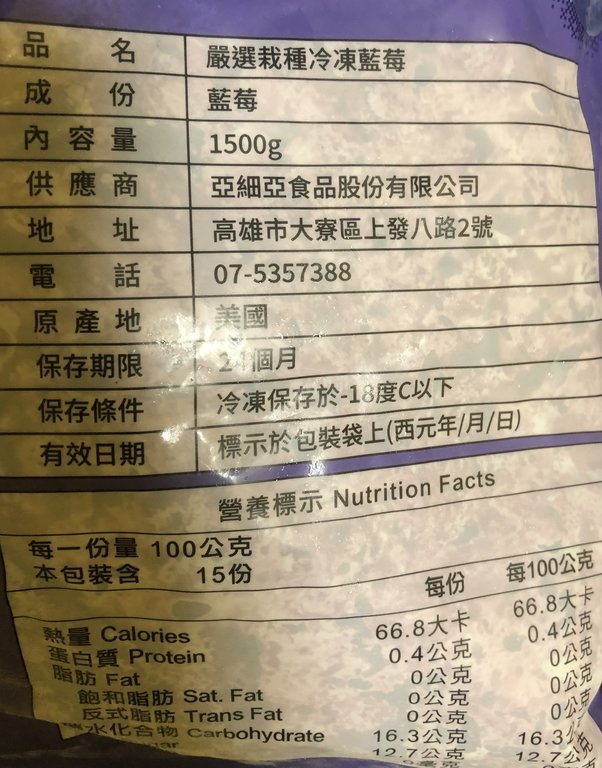 品名 嚴選栽種冷凍藍莓
成份 藍莓
內容量 1500g
供應商 亞細亞食品股份有限公司
地址 高雄市大寮區上發八路2號
電話 07-5357388
原產地 美國
保存期限 24個月
保存條件 冷凍保存於-18度C以下
有效日期 標示於包裝袋上(西元年/月/日)
營養標示 Nutrition Facts
每一份量 100公克
本包裝含 15份
每份 每100公克
熱量 Calories 66.8大卡 66.8大卡
蛋白質 Protein 0.4公克 0.4公克
脂肪 Fat 0公克 0公克
飽和脂肪 Sat. Fat 0公克 0公克
反式脂肪 Trans Fat 0公克 0公克
水化合物 Carbohydrate 16.3公克 16.3公克
12.7公克 12.7公克